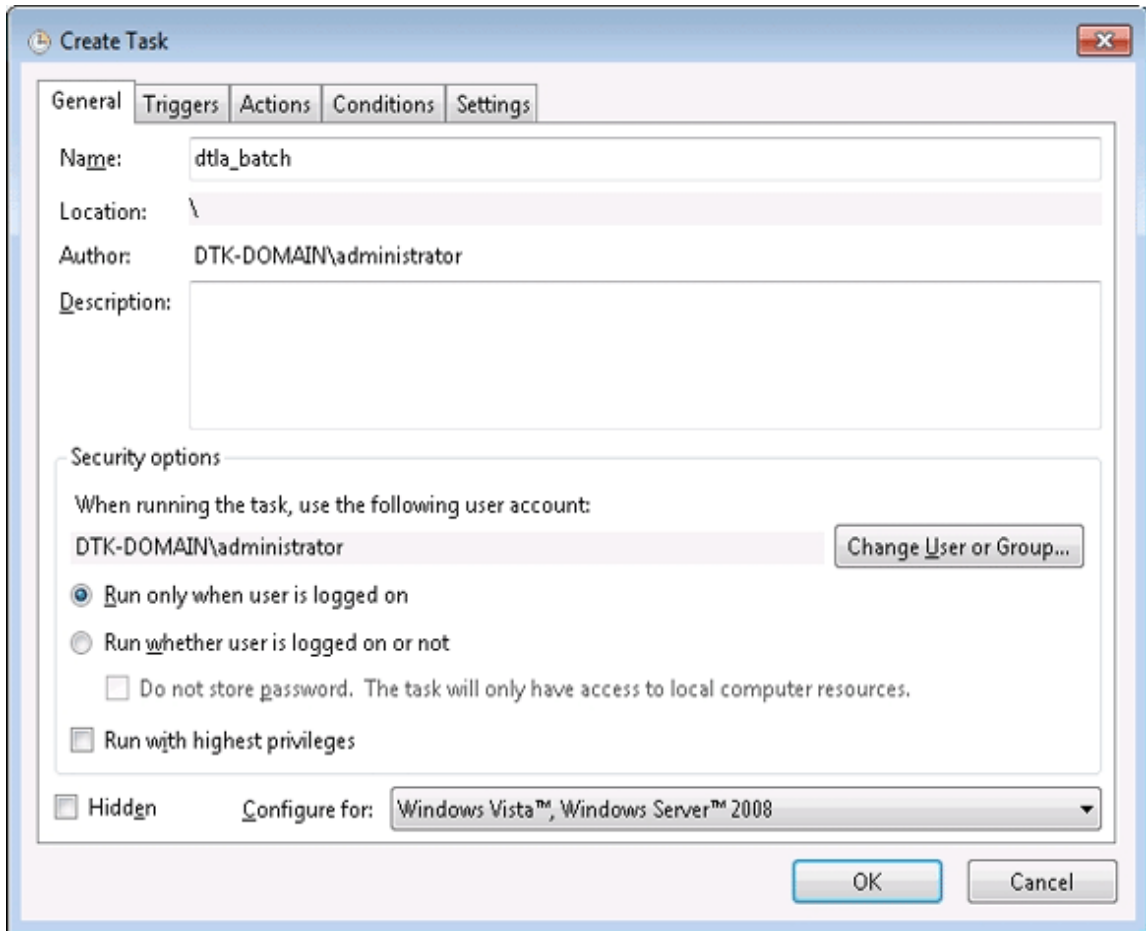 Create Task
General Triggers Actions Conditions Settings
Name: dtla_batch
Location: \
Author: DTK-DOMAIN\administrator
Description:
Security options
When running the task, use the following user account:
DTK-DOMAIN\administrator Change User or Group...
Run only when user is logged on
Run whether user is logged on or not
Do not store password. The task will only have access to local computer resources.
Run with highest privileges
Hidden Configure for: Windows Vista™, Windows Server™ 2008
OK Cancel